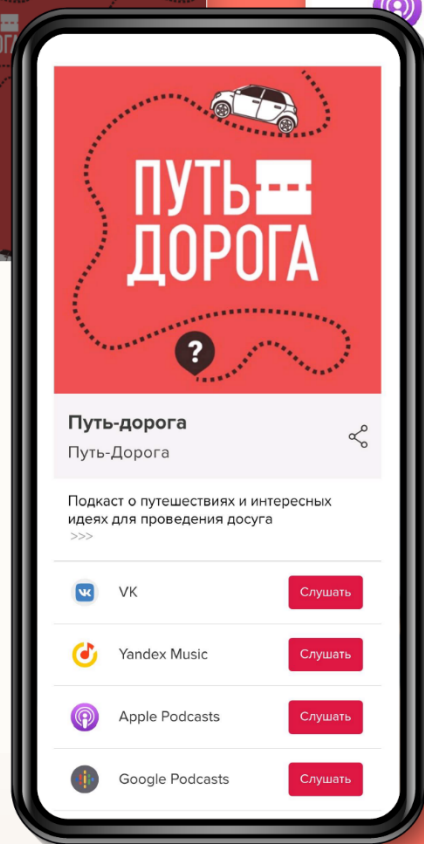 ПУТЬ
ДОРОГА
?
Путь-дорога
Путь-Дорога
Подкаст о путешествиях и интересных
идеях для проведения досуга
>>>
VK Слушать
Yandex Music Слушать
Apple Podcasts Слушать
Google Podcasts Слушать